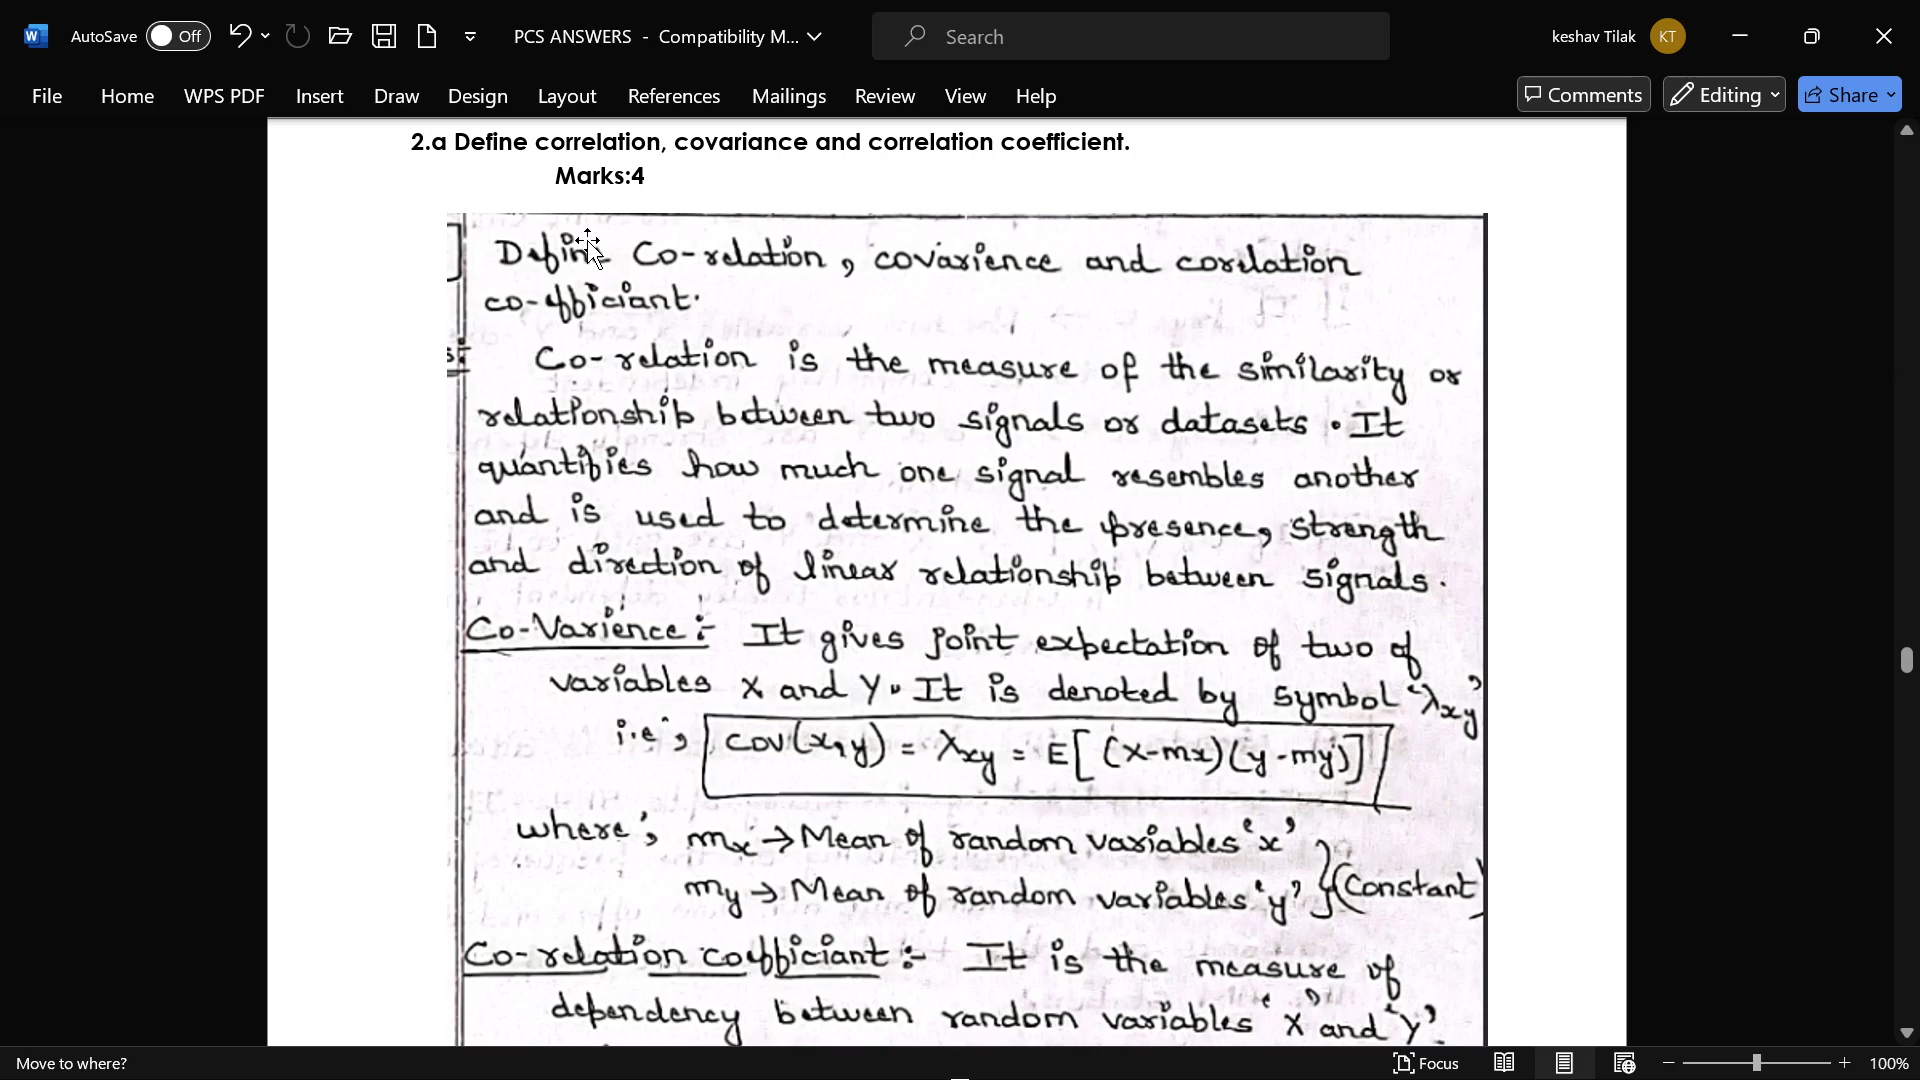 AutoSave Off PCS ANSWERS - Compatibility M... Search keshav Tilak KT
File Home WPS PDF Insert Draw Design Layout References Mailings Review View Help Comments Editing Share
2.a Define correlation, covariance and correlation coefficient.
Marks:4
Define Co-relation, covarience and corelation
co-efficiant.
Co-relation is the measure of the similarity or
relationship between two signals or datasets. It
quantifies how much one signal resembles another
and is used to determine the presence, strength
and direction of linear relationship between signals.
Co-Varience :- It gives joint expectation of two of
variables X and Y. It is denoted by symbol 'λxy'
i.e, cov(x,y) = λxy = E[(x-mx)(y-my)]
where, mx → Mean of random variables 'x'
my → Mean of random variables 'y' } (Constant)
Co-relation coefficiant :- It is the measure of
dependency between random variables 'X' and 'Y'.
Move to where? Focus 100%